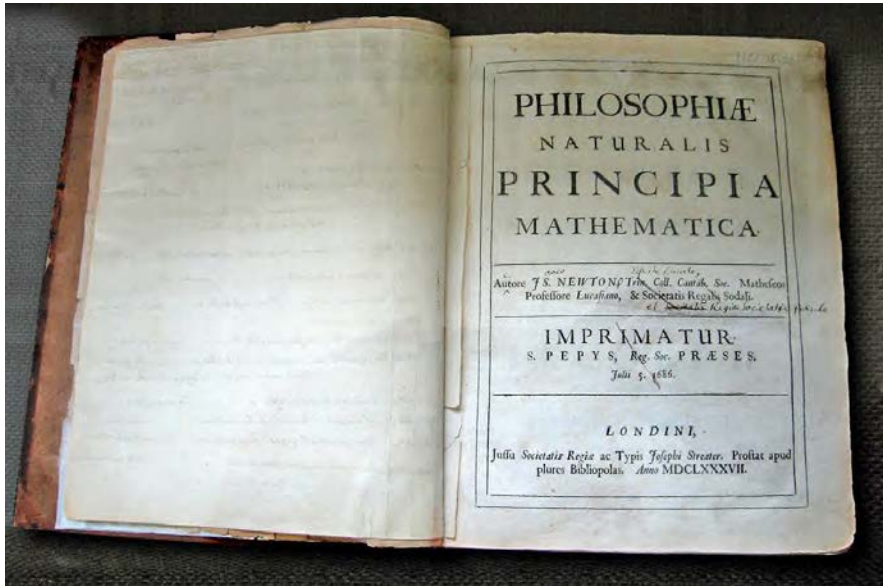 PHILOSOPHIÆ
NATURALIS
PRINCIPIA
MATHEMATICA.
Autore JS. NEWTON, Trin. Coll. Cantab. Soc. Matheseos
Professore Lucasiano, & Societatis Regalis Sodali.
IMPRIMATUR.
S. PEPYS, Reg. Soc. PRÆSES.
Julii 5. 1686.
LONDINI,
Jussu Societatis Regiæ ac Typis Josephi Streater. Prostat apud
plures Bibliopolas. Anno MDCLXXXVII.